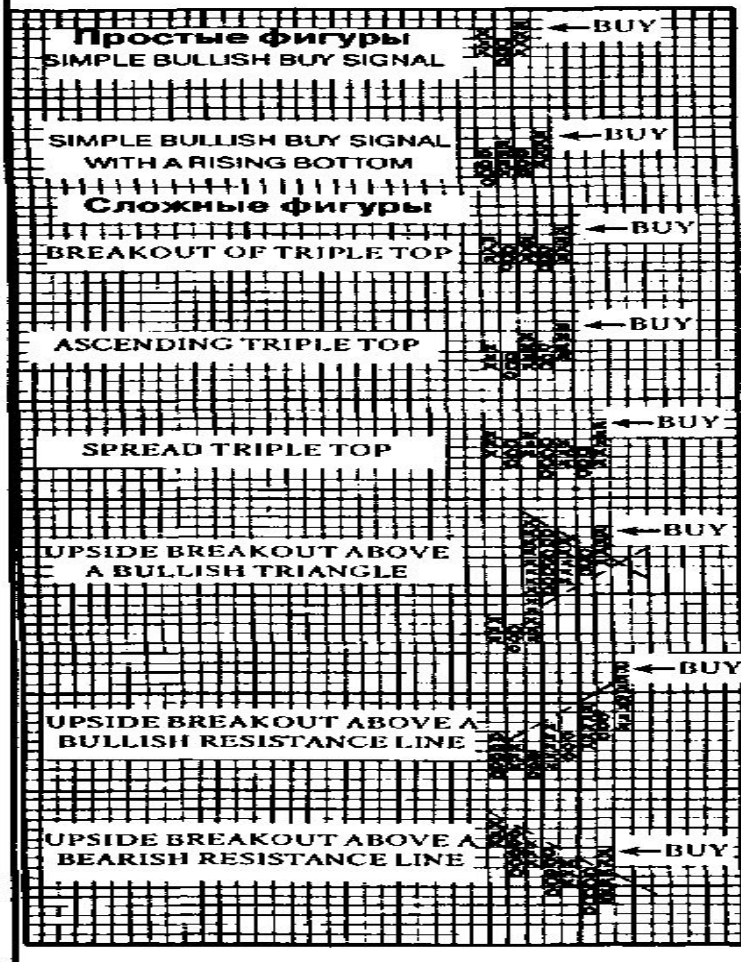 Простые фигуры
SIMPLE BULLISH BUY SIGNAL
BUY
SIMPLE BULLISH BUY SIGNAL
WITH A RISING BOTTOM
BUY
Сложные фигуры
BREAKOUT OF TRIPLE TOP
BUY
ASCENDING TRIPLE TOP
BUY
SPREAD TRIPLE TOP
BUY
UPSIDE BREAKOUT ABOVE
A BULLISH TRIANGLE
BUY
UPSIDE BREAKOUT ABOVE A
BULLISH RESISTANCE LINE
BUY
UPSIDE BREAKOUT ABOVE A
BEARISH RESISTANCE LINE
BUY